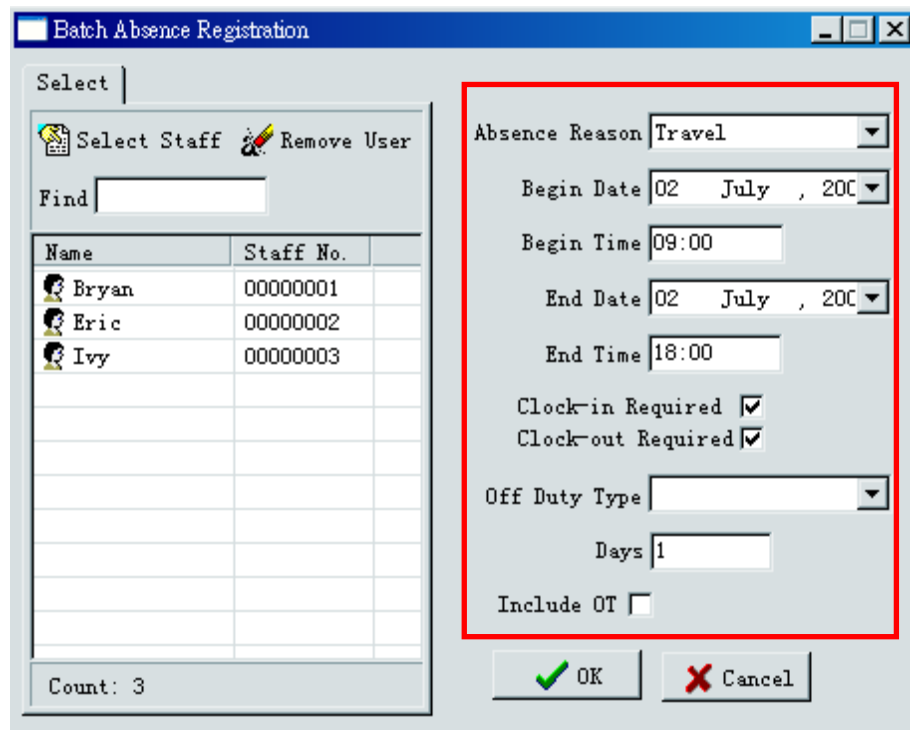 Batch Absence Registration
Select
Select Staff Remove User
Find
Name Staff No.
Bryan 00000001
Eric 00000002
Ivy 00000003
Count: 3
Absence Reason Travel
Begin Date 02 July , 200
Begin Time 09:00
End Date 02 July , 200
End Time 18:00
Clock-in Required
Clock-out Required
Off Duty Type
Days 1
Include OT
OK Cancel